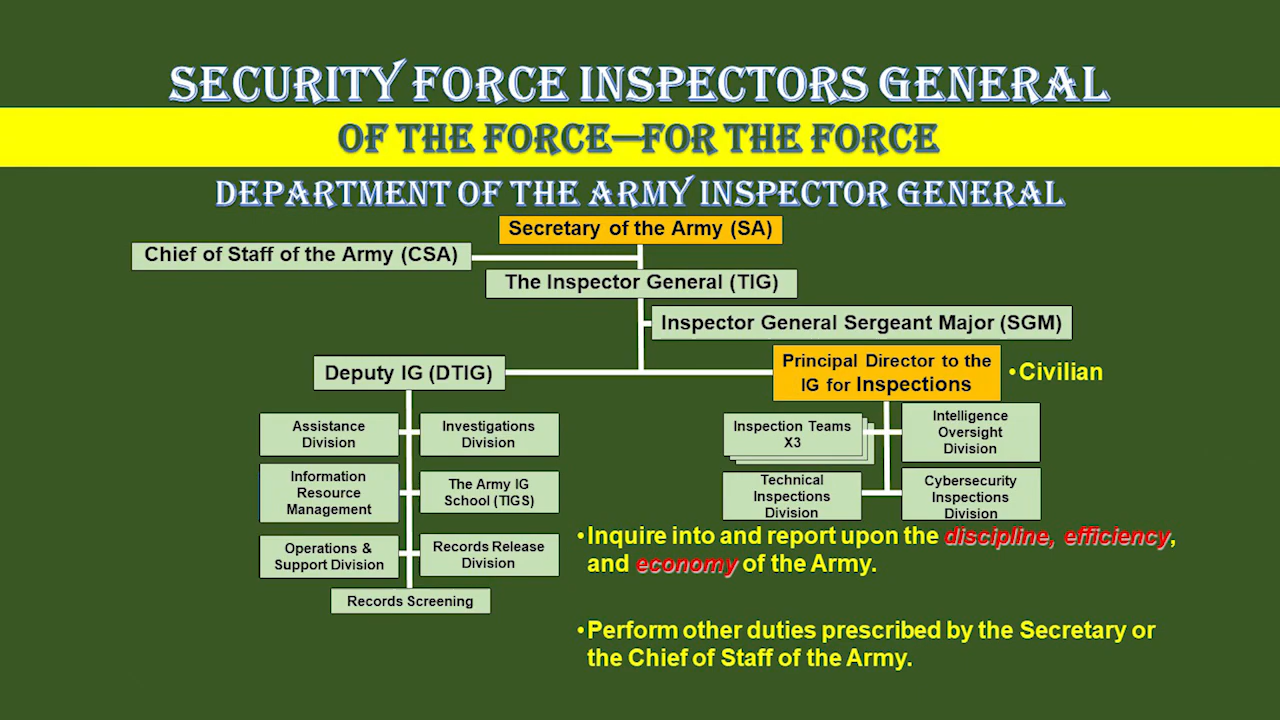 SECURITY FORCE INSPECTORS GENERAL
OF THE FORCE—FOR THE FORCE
DEPARTMENT OF THE ARMY INSPECTOR GENERAL
Secretary of the Army (SA)
Chief of Staff of the Army (CSA)
The Inspector General (TIG)
Inspector General Sergeant Major (SGM)
Deputy IG (DTIG)
Principal Director to the
IG for Inspections
•Civilian
Assistance
Division
Investigations
Division
Information
Resource
Management
The Army IG
School (TIGS)
Operations &
Support Division
Records Release
Division
Records Screening
Inspection Teams
X3
Intelligence
Oversight
Division
Technical
Inspections
Division
Cybersecurity
Inspections
Division
•Inquire into and report upon the discipline, efficiency,
and economy of the Army.
•Perform other duties prescribed by the Secretary or
the Chief of Staff of the Army.